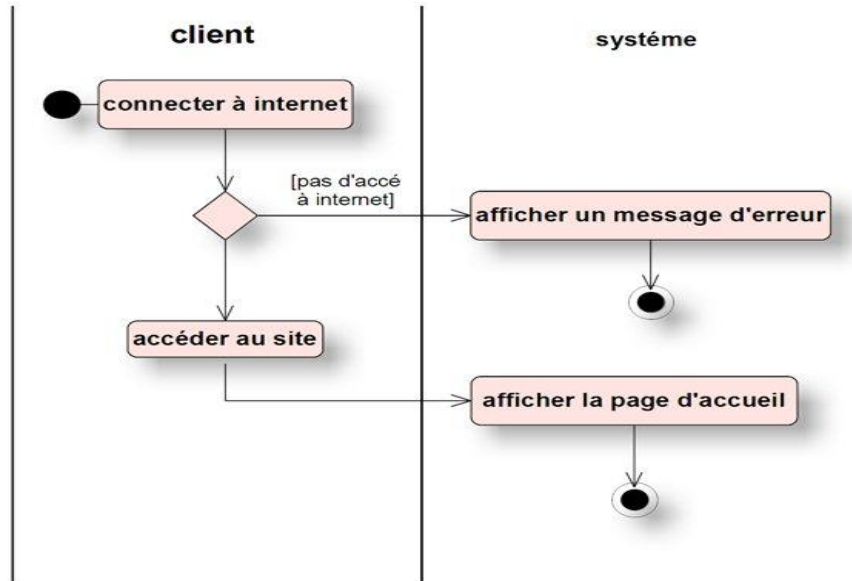 client
systéme
connecter à internet
[pas d'accé
à internet]
afficher un message d'erreur
accéder au site
afficher la page d'accueil